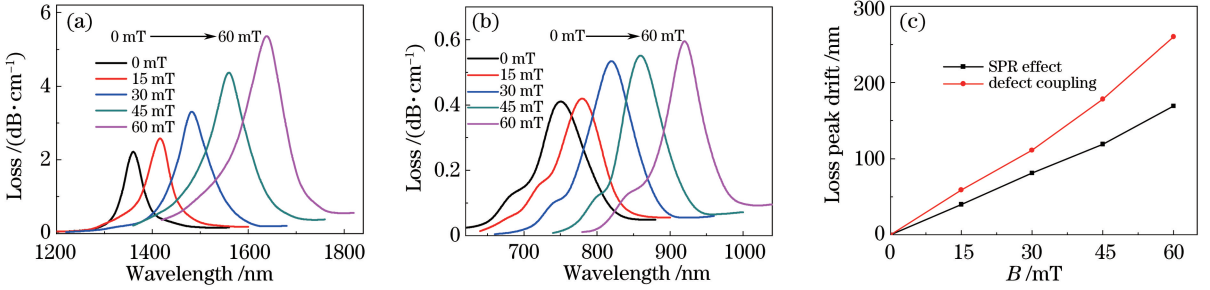 (a)
0 mT 60 mT
0 mT
15 mT
30 mT
45 mT
60 mT
Loss /(dB· cm⁻¹)
6
4
2
0
1200 1400 1600 1800
Wavelength /nm
(b)
0 mT 60 mT
0 mT
15 mT
30 mT
45 mT
60 mT
Loss /(dB· cm⁻¹)
0.6
0.4
0.2
0
700 800 900 1000
Wavelength /nm
(c)
SPR effect
defect coupling
Loss peak drift/nm
300
200
100
0
0 15 30 45 60
B/mT